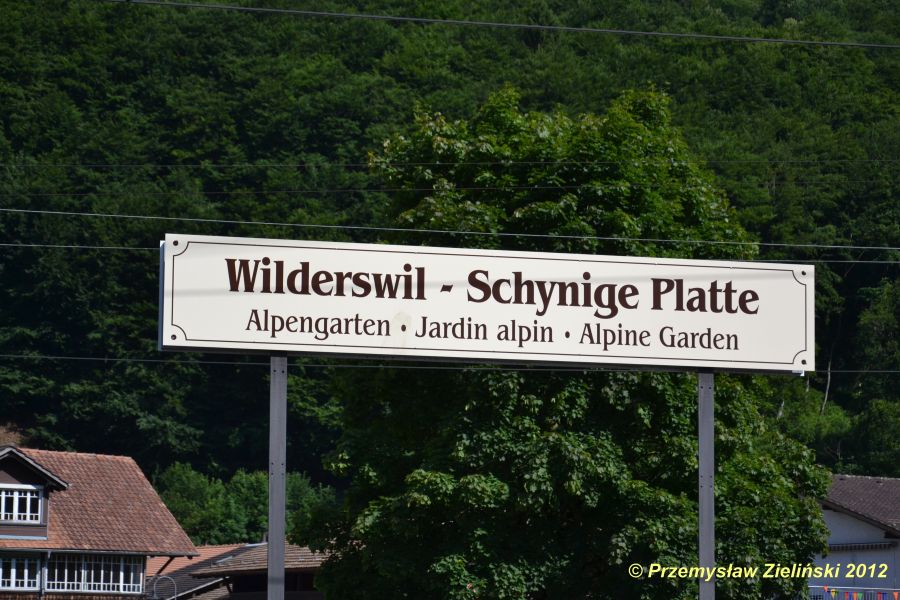 Wilderswil - Schynige Platte
Alpengarten · Jardin alpin · Alpine Garden
© Przemysław Zieliński 2012